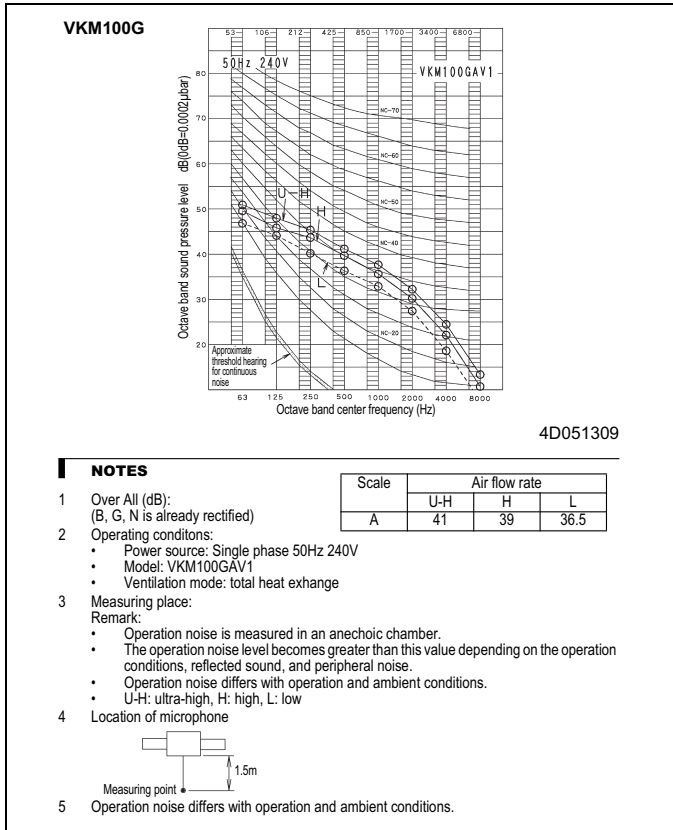 VKM100G
53 106 212 425 850 1700 3400 6800
50Hz 240V
VKM100GAV1
Octave band sound pressure level dB(0dB=0.0002µbar)
80
70
60
50
40
30
20
NC-70
NC-60
NC-50
NC-40
NC-20
U-H
H
L
Approximate
threshold hearing
for continuous
noise
63 125 250 500 1000 2000 4000 8000
Octave band center frequency (Hz)
4D051309
NOTES
1 Over All (dB):
(B, G, N is already rectified)
Scale Air flow rate
U-H H L
A 41 39 36.5
2 Operating conditons:
• Power source: Single phase 50Hz 240V
• Model: VKM100GAV1
• Ventilation mode: total heat exhange
3 Measuring place:
Remark:
• Operation noise is measured in an anechoic chamber.
• The operation noise level becomes greater than this value depending on the operation
conditions, reflected sound, and peripheral noise.
• Operation noise differs with operation and ambient conditions.
• U-H: ultra-high, H: high, L: low
4 Location of microphone
1.5m
Measuring point
5 Operation noise differs with operation and ambient conditions.